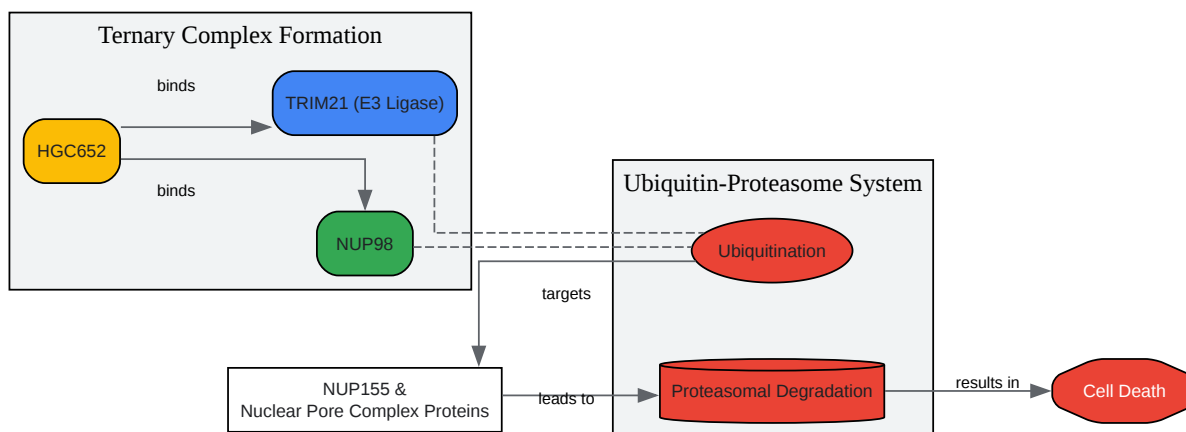 Ternary Complex Formation
binds
TRIM21 (E3 Ligase)
HGC652
binds
NUP98
Ubiquitin-Proteasome System
Ubiquitination
targets
NUP155 &
Nuclear Pore Complex Proteins
leads to
Proteasomal Degradation
results in
Cell Death